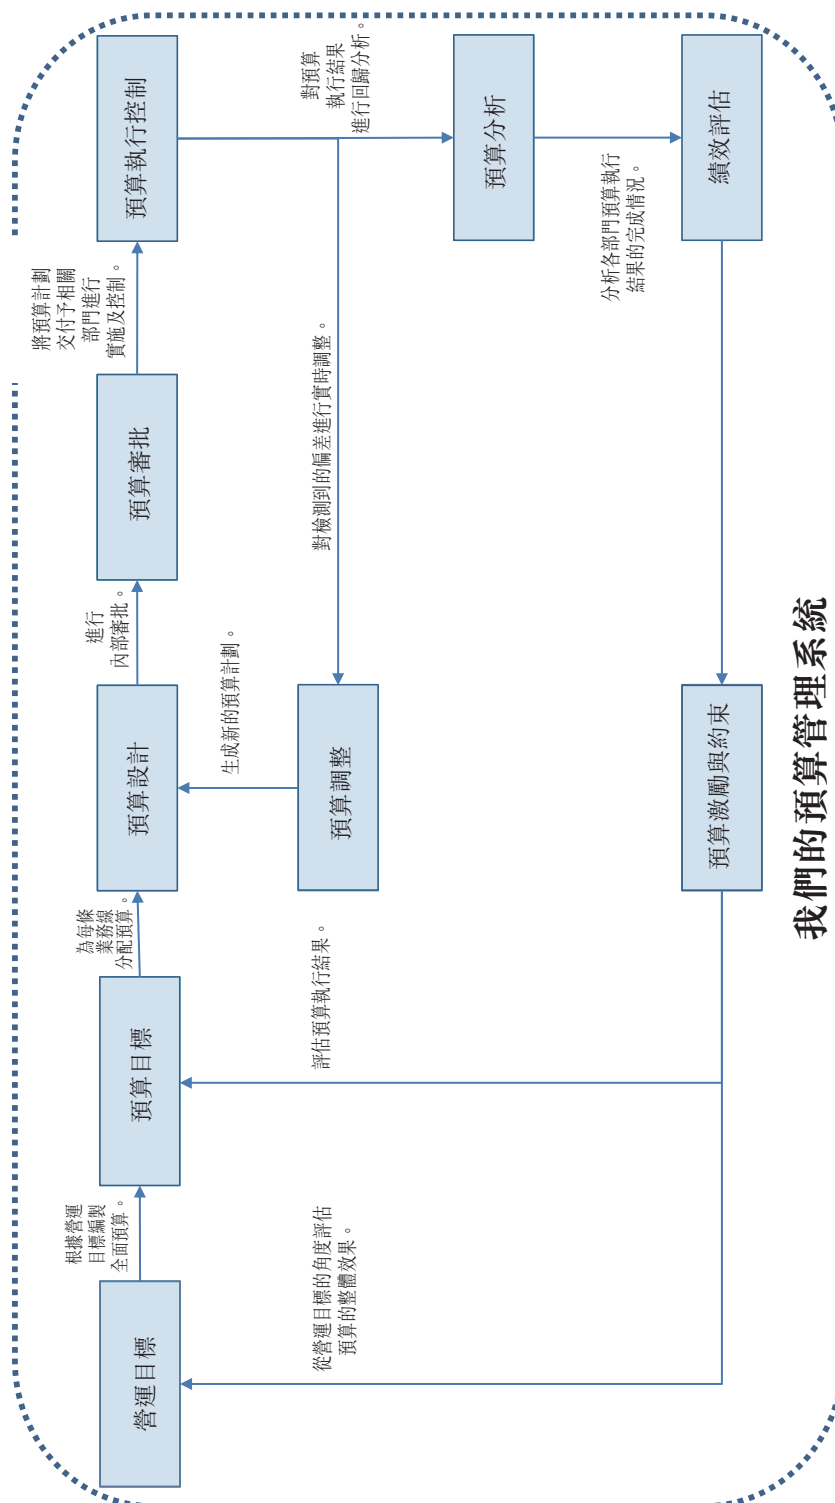 營運目標
根據營運
目標編製
全面預算。
預算目標
為每條
業務線
分配預算。
預算設計
進行
內部審批。
預算審批
將預算計劃
交付予相關
部門進行
實施及控制。
預算執行控制
生成新的預算計劃。
預算調整
對檢測到的偏差進行實時調整。
對預算
執行結果
進行回歸分析。
預算分析
分析各部門預算執行
結果的完成情況。
績效評估
從營運目標的角度評估
預算的整體效果。
評估預算執行結果。
預算激勵與約束
我們的預算管理系統